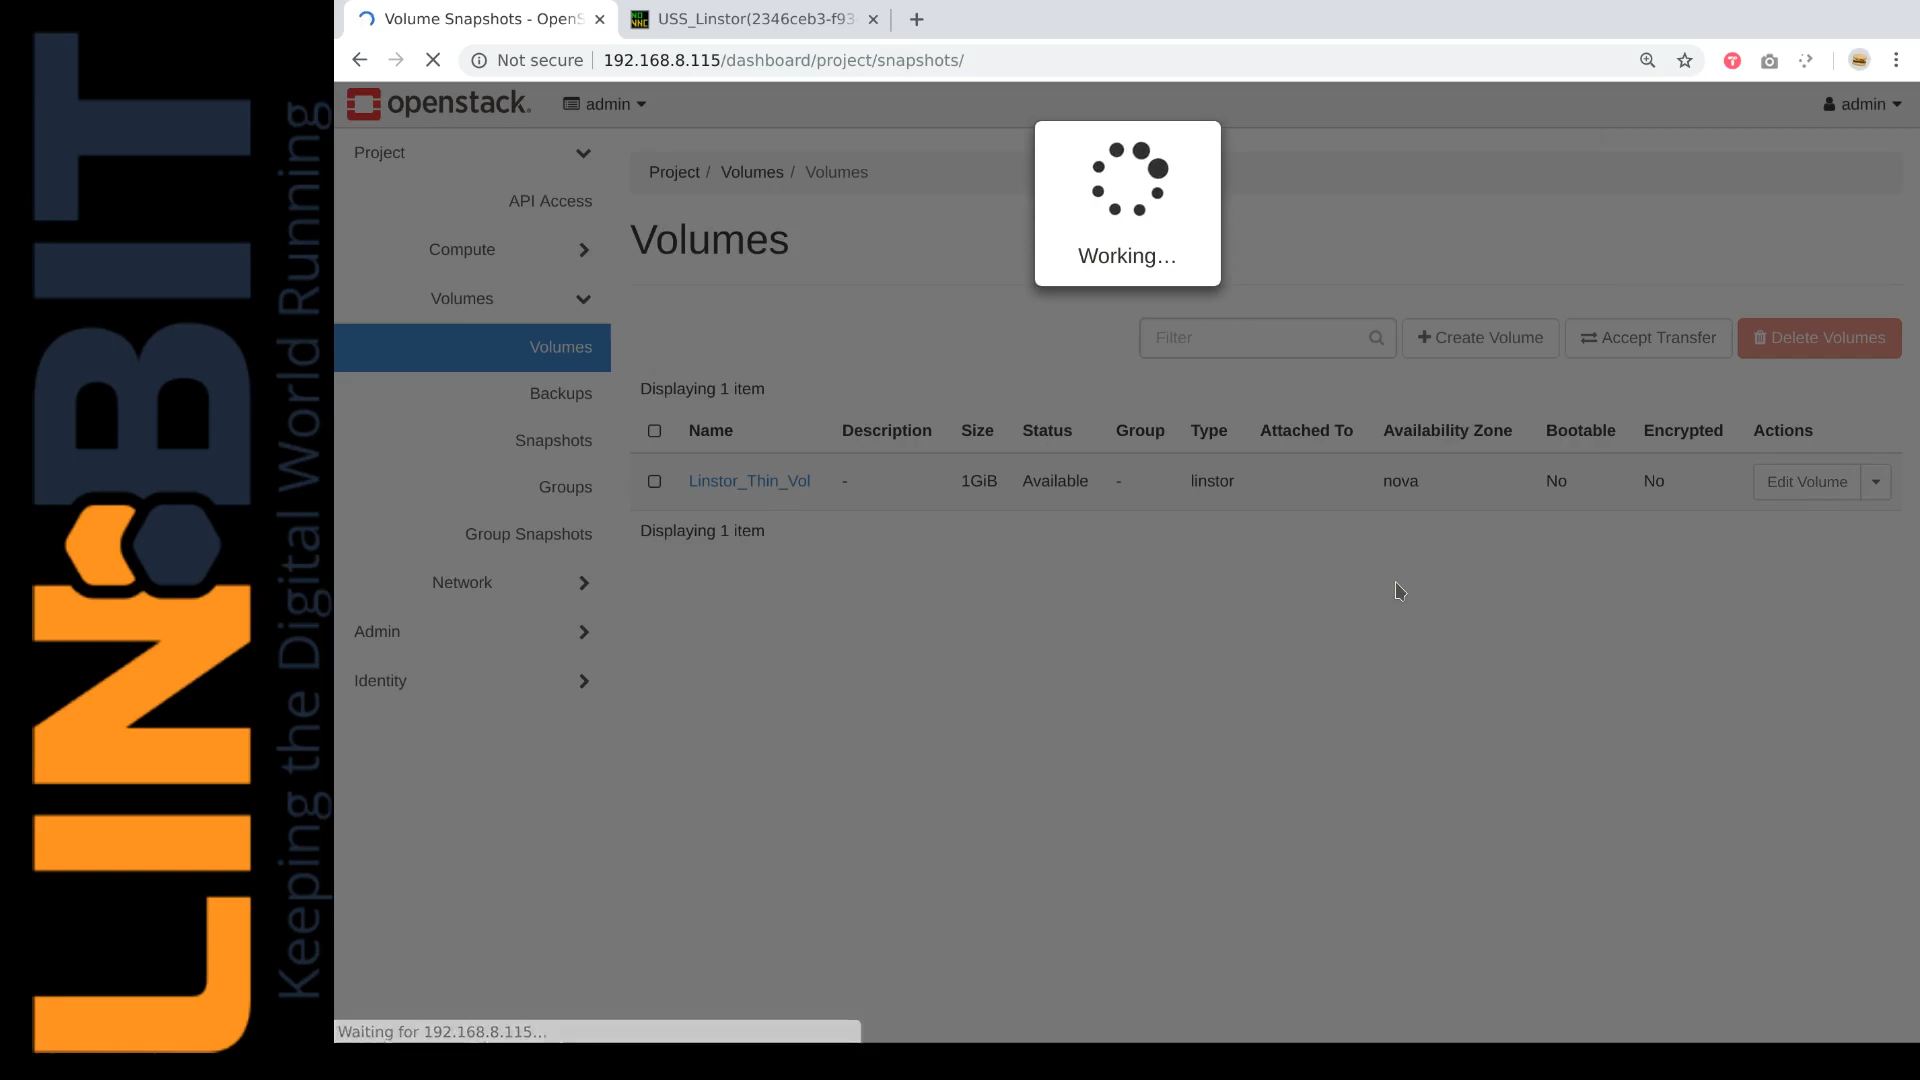 LINBIT
Keeping the Digital World Running
Volume Snapshots - OpenS
USS_Linstor(2346ceb3-f93
Not secure
192.168.8.115/dashboard/project/snapshots/
openstack.
admin
admin
Project
API Access
Compute
Volumes
Volumes
Backups
Snapshots
Groups
Group Snapshots
Network
Admin
Identity
Project / Volumes / Volumes
Volumes
Working…
Filter
Create Volume
Accept Transfer
Delete Volumes
Displaying 1 item
Name Description Size Status Group Type Attached To Availability Zone Bootable Encrypted Actions
Linstor_Thin_Vol - 1GiB Available - linstor nova No No Edit Volume
Displaying 1 item
Waiting for 192.168.8.115...